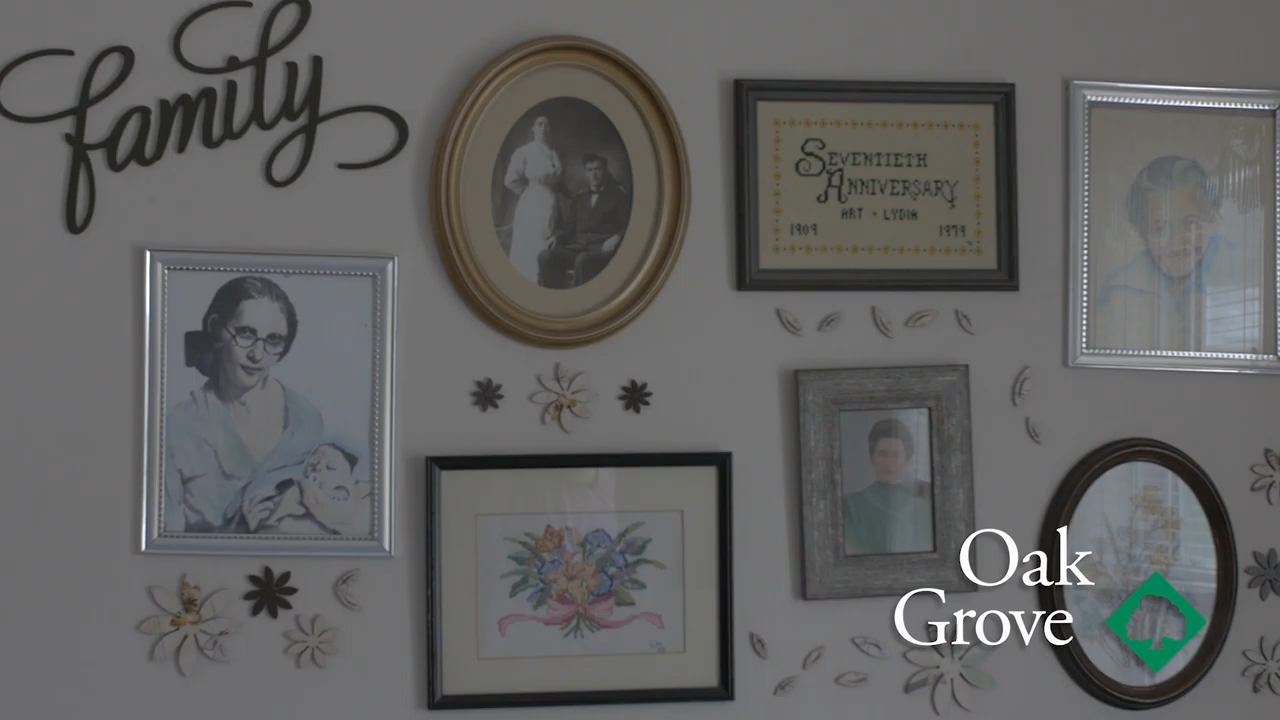 family
SEVENTIETH
ANNIVERSARY
ART - LYDIA
1909 1979
Oak
Grove